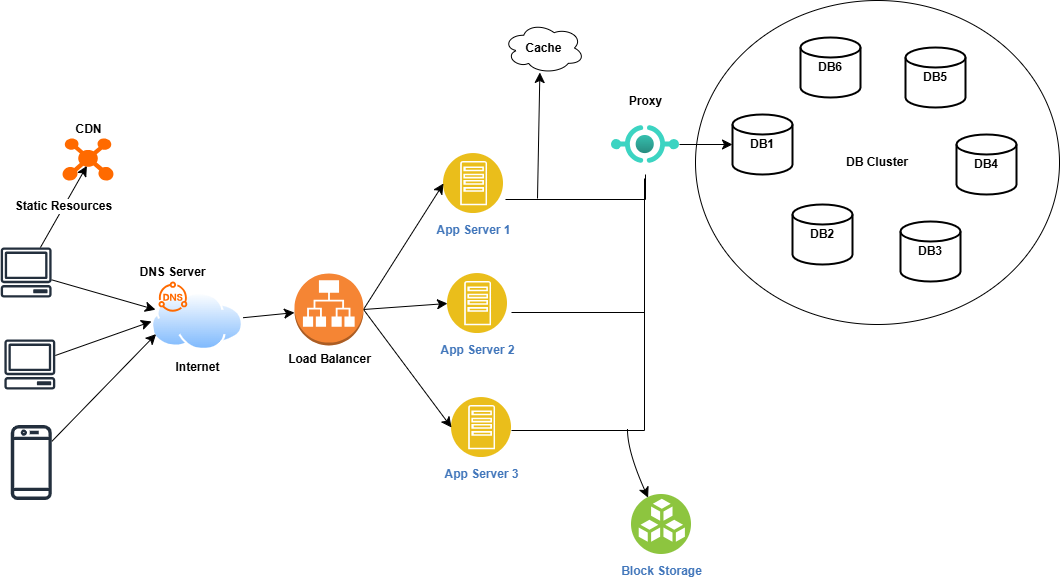 Cache
DB6
DB5
Proxy
CDN
DB1
DB Cluster
DB4
Static Resources
App Server 1
DB2
DB3
DNS Server
DNS
App Server 2
Load Balancer
Internet
App Server 3
Block Storage